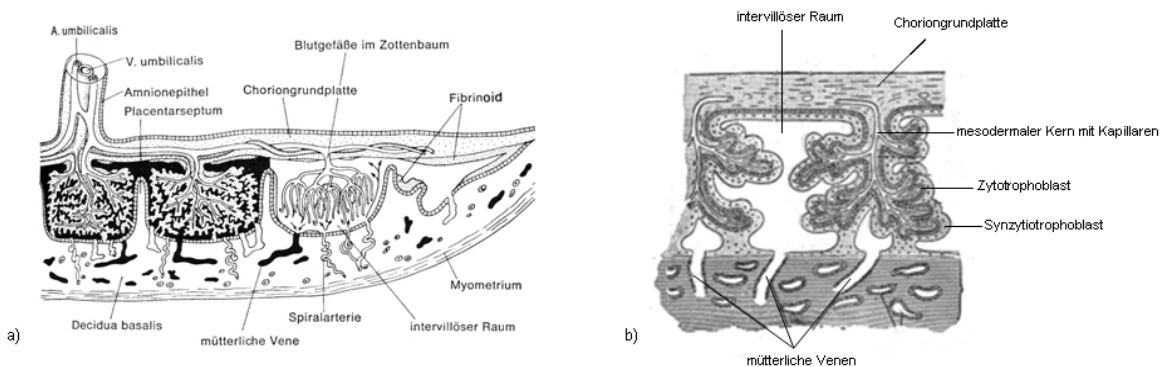 A. umbilicalis
V. umbilicalis
Amnionepithel
Placentarseptum
Blutgefäße im Zottenbaum
Choriongrundplatte
Fibrinoid
Myometrium
Spiralarterie
Decidua basalis
intervillöser Raum
mütterliche Vene
a)
intervillöser Raum
Choriongrundplatte
mesodermaler Kern mit Kapillaren
Zytotrophoblast
Synzytiotrophoblast
b)
mütterliche Venen